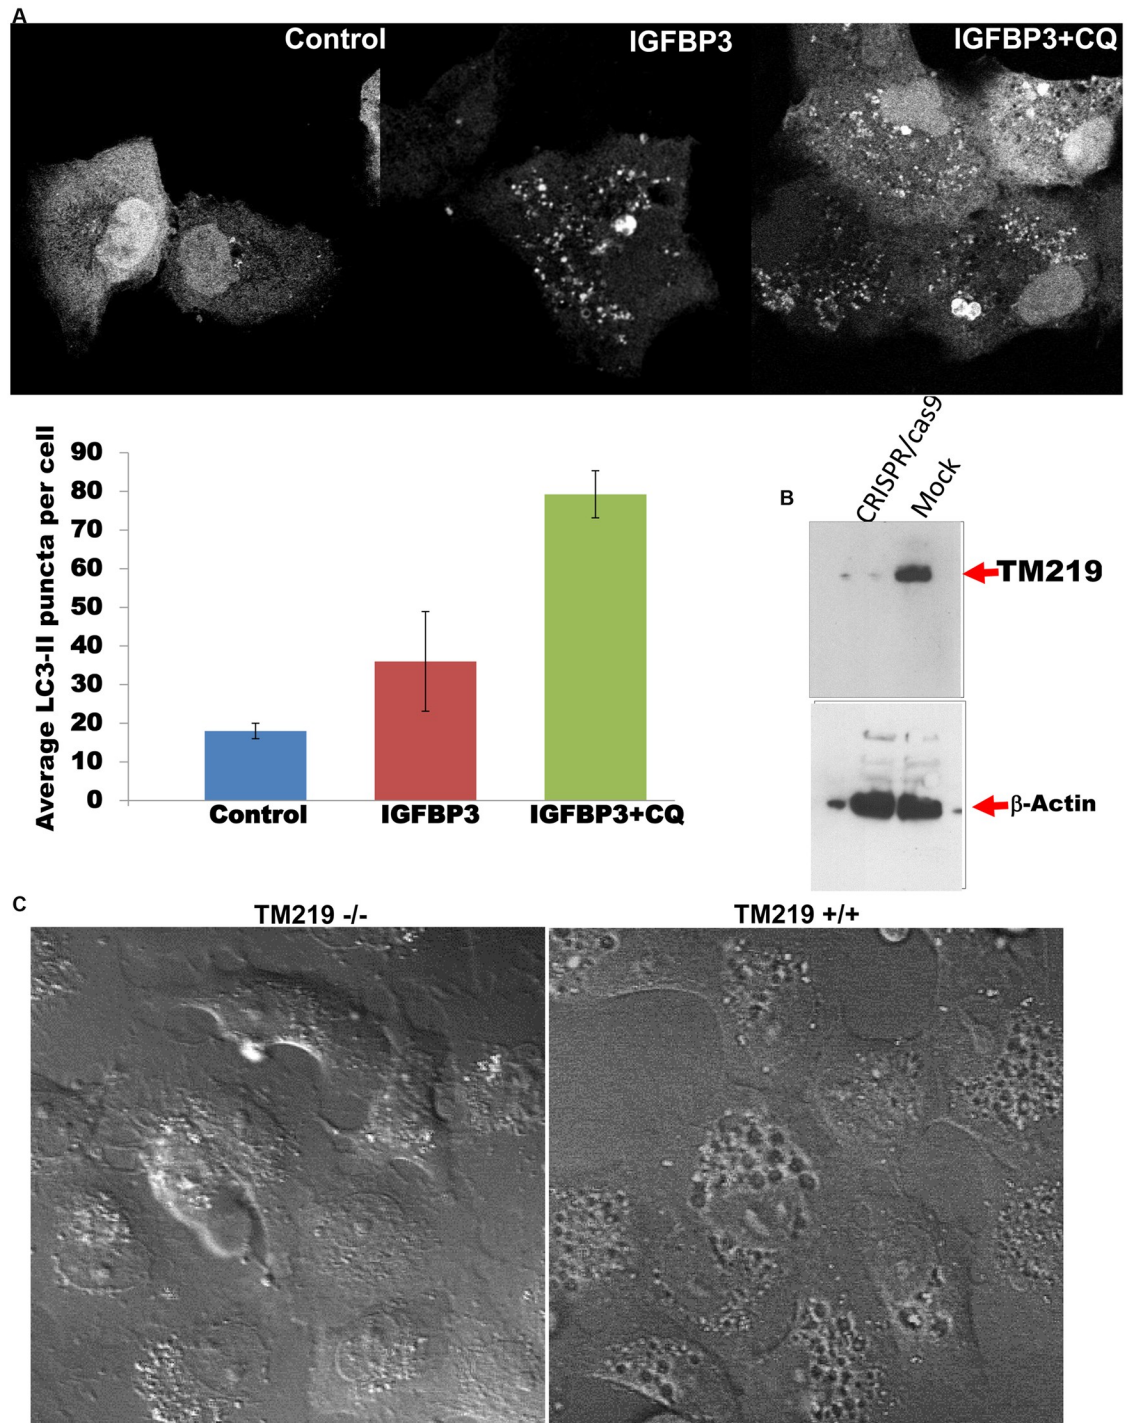 A
Control
IGFBP3
IGFBP3+CQ
Average LC3-II puncta per cell
90
80
70
60
50
40
30
20
10
0
Control
IGFBP3
IGFBP3+CQ
B
CRISPR/cas9
Mock
TM219
β-Actin
C
TM219 -/-
TM219 +/+